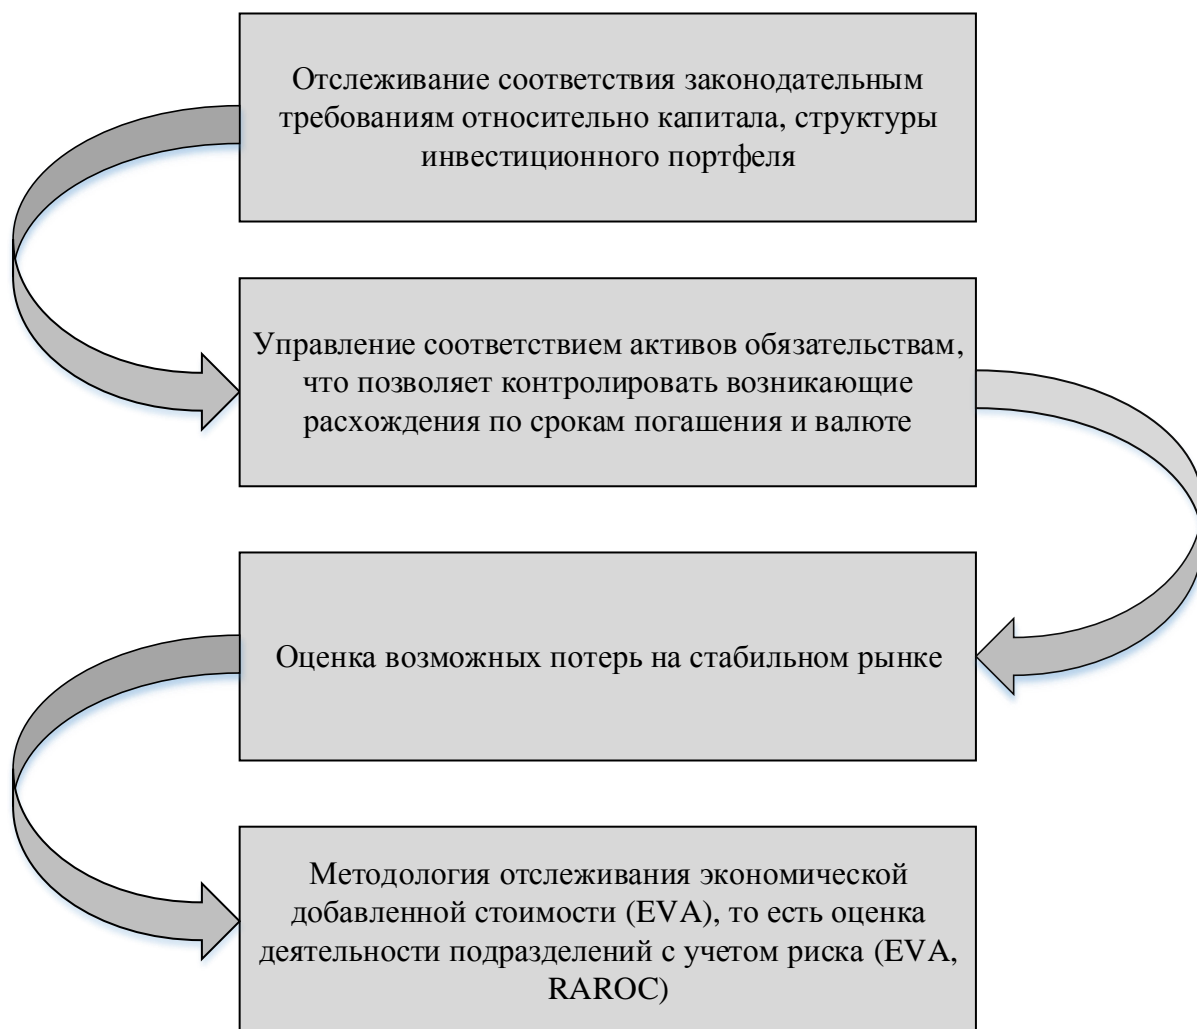 Отслеживание соответствия законодательным
требованиям относительно капитала, структуры
инвестиционного портфеля
Управление соответствием активов обязательствам,
что позволяет контролировать возникающие
расхождения по срокам погашения и валюте
Оценка возможных потерь на стабильном рынке
Методология отслеживания экономической
добавленной стоимости (EVA), то есть оценка
деятельности подразделений с учетом риска (EVA,
RAROC)